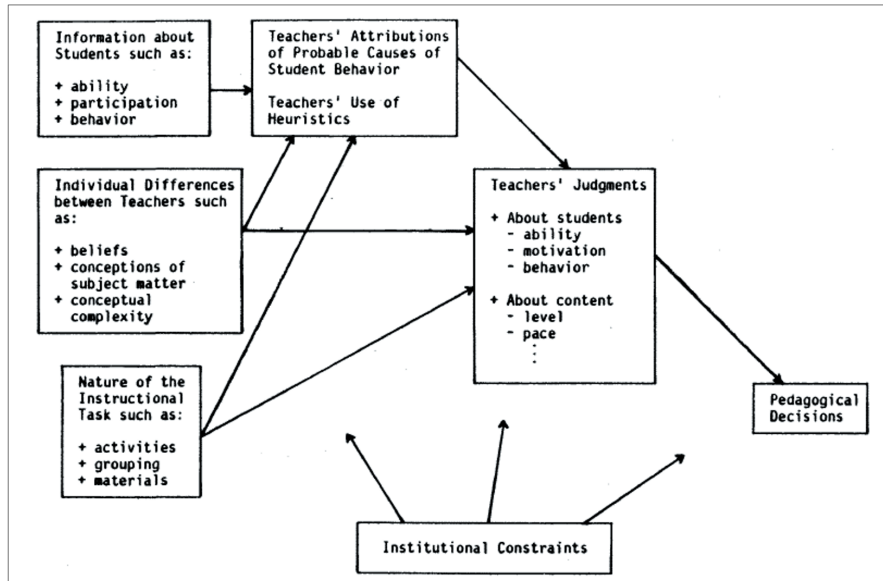 Information about
Students such as:
+ ability
+ participation
+ behavior
Teachers' Attributions
of Probable Causes of
Student Behavior
Teachers' Use of
Heuristics
Individual Differences
between Teachers such
as:
+ beliefs
+ conceptions of
subject matter
+ conceptual
complexity
Teachers' Judgments
+ About students
- ability
- motivation
- behavior
+ About content
- level
- pace
Nature of the
Instructional
Task such as:
+ activities
+ grouping
+ materials
Pedagogical
Decisions
Institutional Constraints